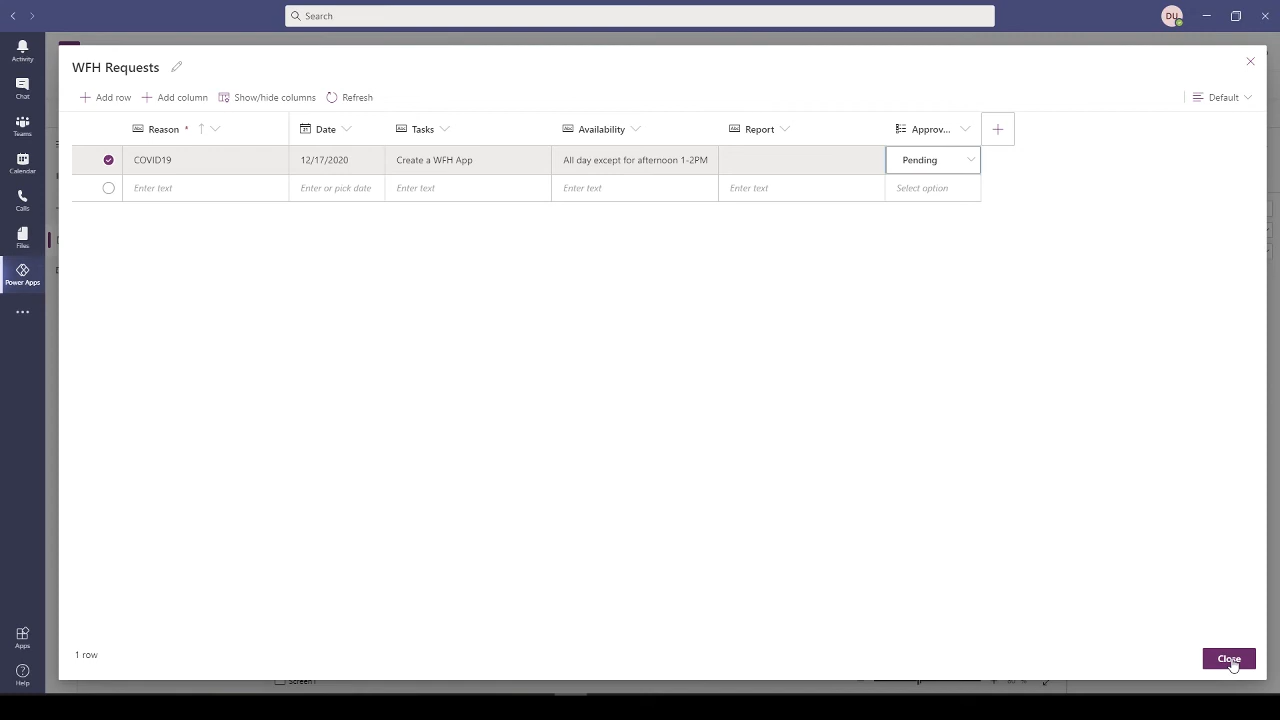 Search
DU
Activity
Chat
Teams
Calendar
Calls
Files
Power Apps
Apps
Help
WFH Requests
Add row
Add column
Show/hide columns
Refresh
Default
Reason *
Date
Tasks
Availability
Report
Approv...
COVID19
12/17/2020
Create a WFH App
All day except for afternoon 1-2PM
Pending
Enter text
Enter or pick date
Enter text
Enter text
Enter text
Select option
1 row
Close
Screen1